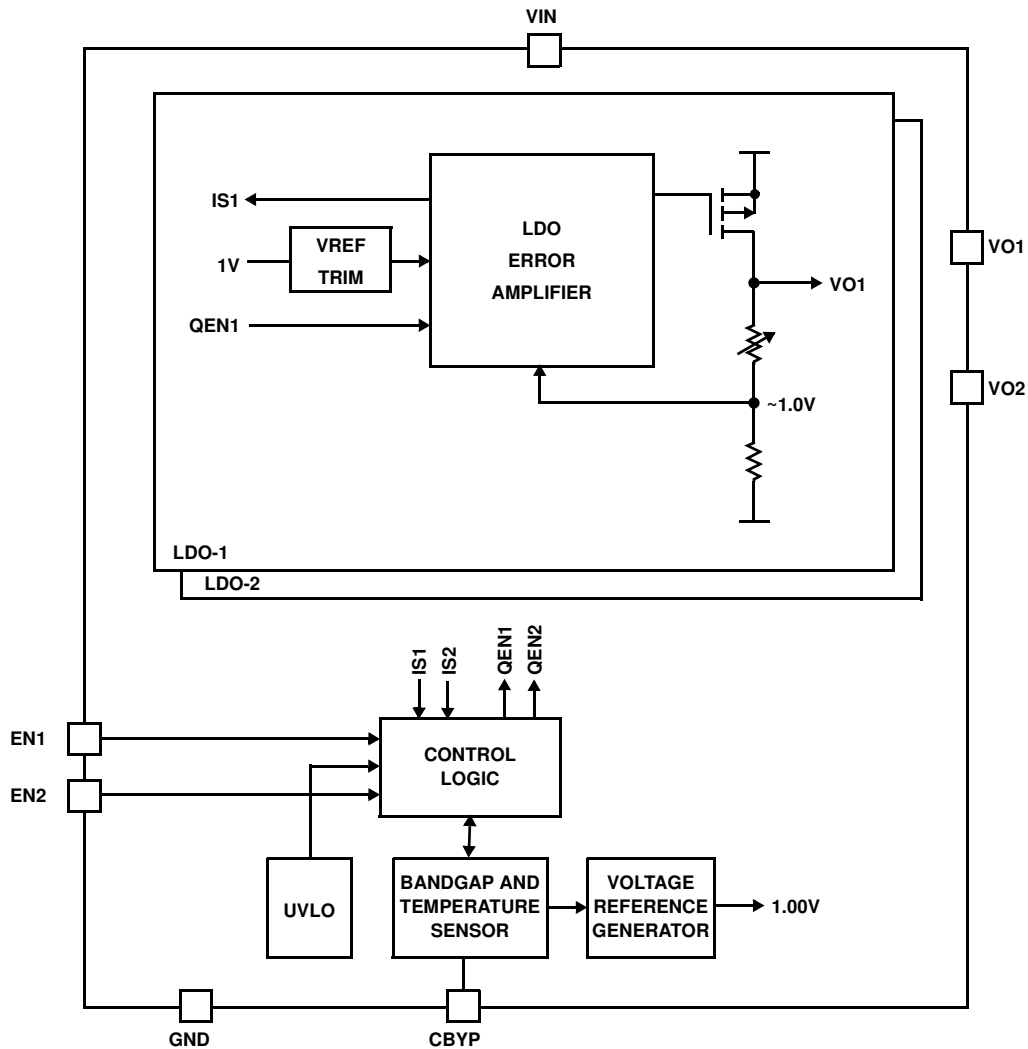 VIN
IS1
LDO
ERROR
AMPLIFIER
VREF
TRIM
1V
QEN1
VO1
~1.0V
VO1
VO2
LDO-1
LDO-2
IS1
IS2
QEN1
QEN2
EN1
EN2
CONTROL
LOGIC
UVLO
BANDGAP AND
TEMPERATURE
SENSOR
VOLTAGE
REFERENCE
GENERATOR
1.00V
GND
CBYP